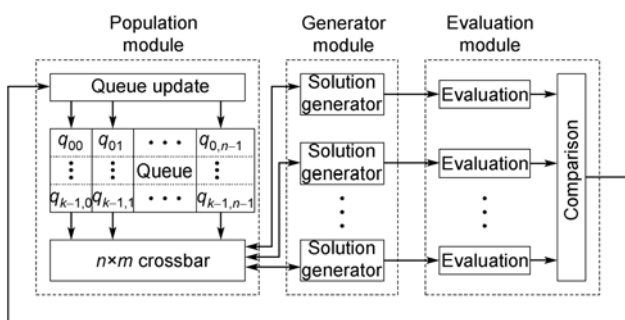 Population module
Generator module
Evaluation module
Queue update
q00 q01 ··· q0,n−1
Queue
qk−1,0 qk−1,1 ··· qk−1,n−1
n×m crossbar
Solution generator
Solution generator
Solution generator
Evaluation
Evaluation
Evaluation
Comparison